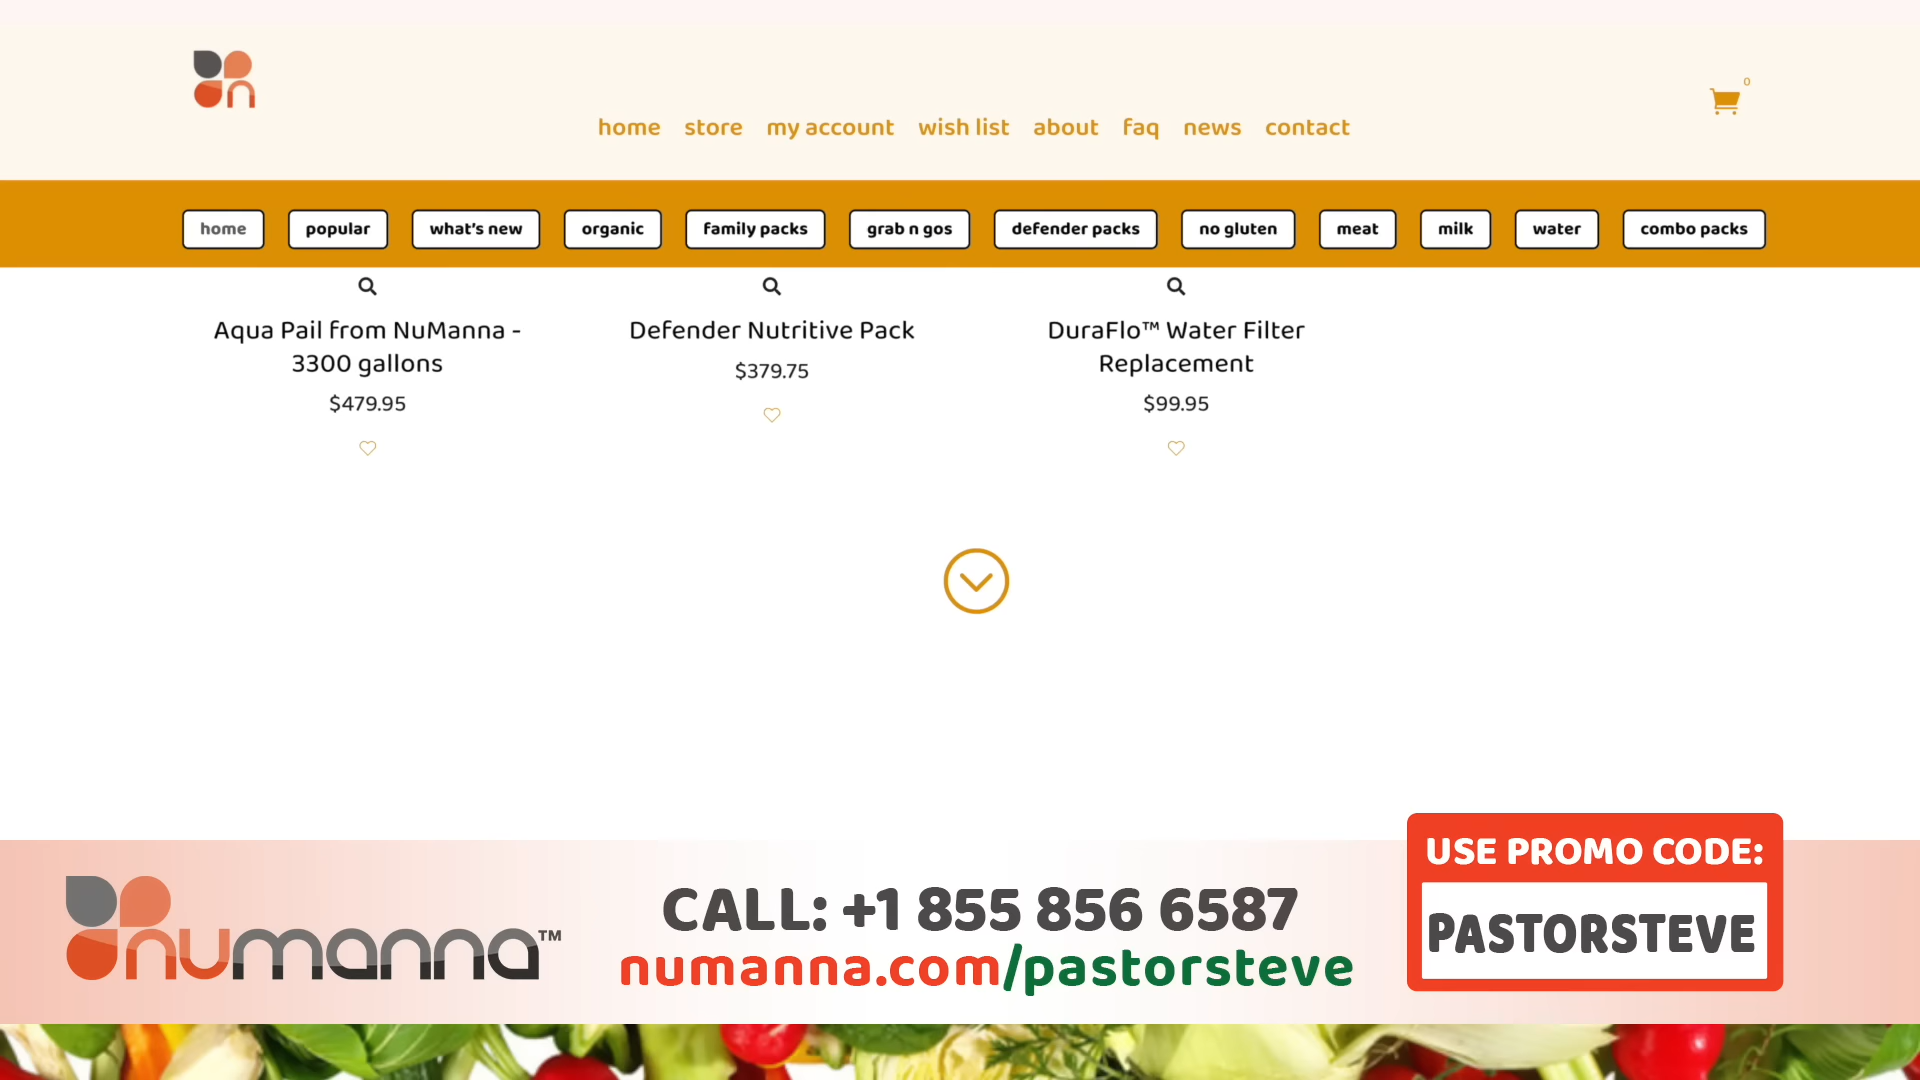 0
home store my account wish list about faq news contact
home popular what's new organic family packs grab n gos defender packs no gluten meat milk water combo packs
Aqua Pail from NuManna -
3300 gallons
$479.95
Defender Nutritive Pack
$379.75
DuraFlo™ Water Filter
Replacement
$99.95
numanna™
CALL: +1 855 856 6587
numanna.com/pastorsteve
USE PROMO CODE:
PASTORSTEVE